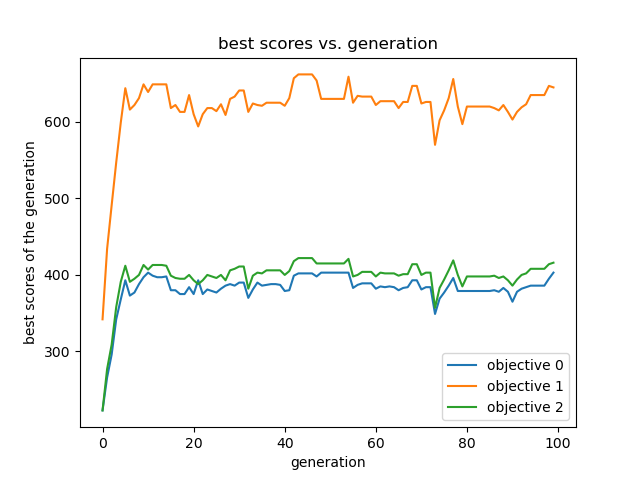 best scores vs. generation
best scores of the generation
600
500
400
300
0 20 40 60 80 100
generation
objective 0
objective 1
objective 2